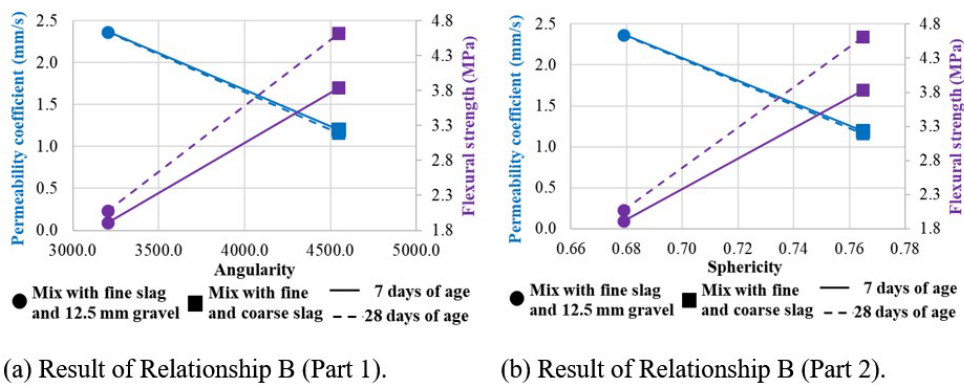 Permeability coefficient (mm/s)
2.5
2.0
1.5
1.0
0.5
0.0
4.8
4.3
3.8
3.3
2.8
2.3
1.8
Flexural strength (MPa)
3000.0 3500.0 4000.0 4500.0 5000.0
Angularity
Mix with fine slag and 12.5 mm gravel
Mix with fine and coarse slag
7 days of age
28 days of age
(a) Result of Relationship B (Part 1).
Permeability coefficient (mm/s)
2.5
2.0
1.5
1.0
0.5
0.0
4.8
4.3
3.8
3.3
2.8
2.3
1.8
Flexural strength (MPa)
0.66 0.68 0.70 0.72 0.74 0.76 0.78
Sphericity
Mix with fine slag and 12.5 mm gravel
Mix with fine and coarse slag
7 days of age
28 days of age
(b) Result of Relationship B (Part 2).